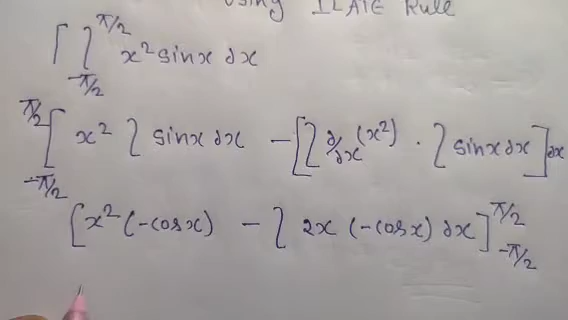 using ILATE Rule
[ ∫_{-π/2}^{π/2} x² sinx dx
_{-π/2}^{π/2}[ x² ∫ sinx dx - [∫ d/dx (x²) · ∫ sinx dx] dx
[x² (-cosx) - ∫ 2x (-cosx) dx]_{-π/2}^{π/2}